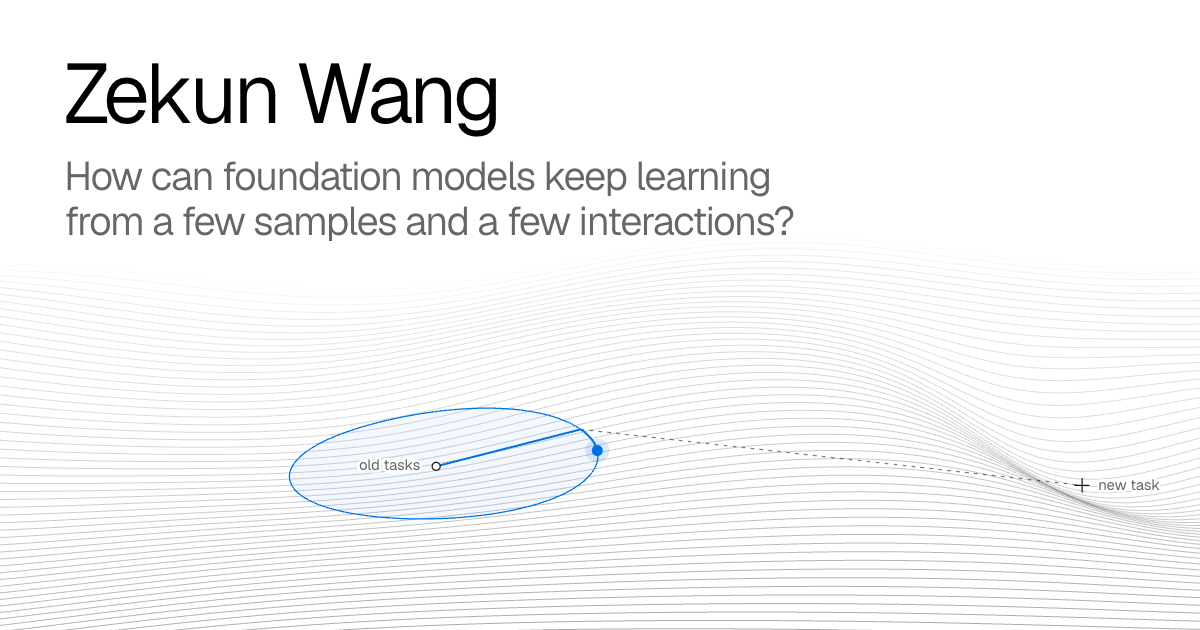 Zekun Wang
How can foundation models keep learning
from a few samples and a few interactions?
old tasks
new task